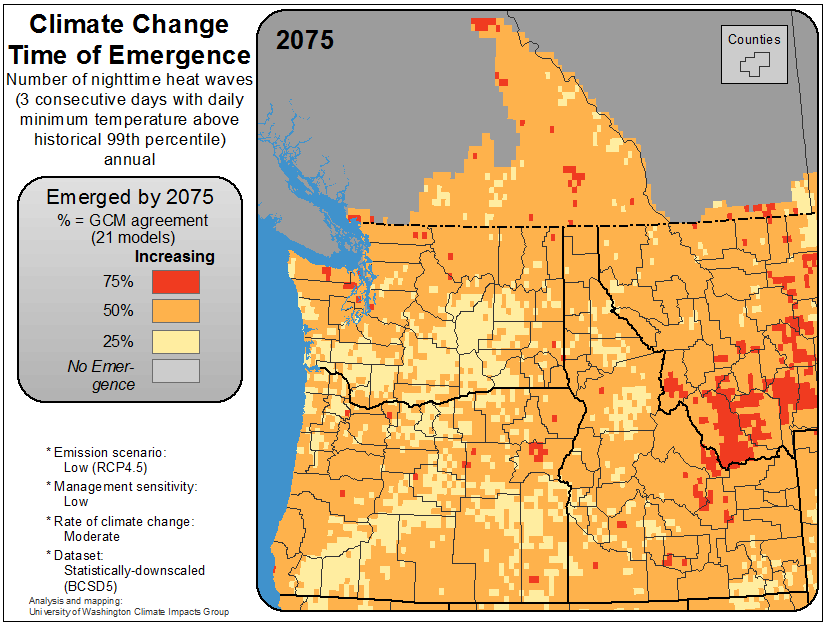 Climate Change
Time of Emergence
Number of nighttime heat waves
(3 consecutive days with daily
minimum temperature above
historical 99th percentile)
annual
Emerged by 2075
% = GCM agreement
(21 models)
Increasing
75%
50%
25%
No Emer-
gence
* Emission scenario:
Low (RCP4.5)
* Management sensitivity:
Low
* Rate of climate change:
Moderate
* Dataset:
Statistically-downscaled
(BCSD5)
Analysis and mapping:
University of Washington Climate Impacts Group
2075
Counties